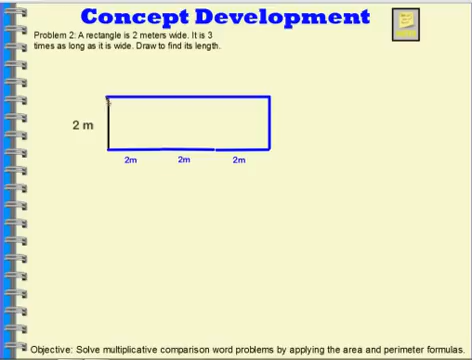 Concept Development
Problem 2: A rectangle is 2 meters wide. It is 3
times as long as it is wide. Draw to find its length.
2 m
2m 2m 2m
Objective: Solve multiplicative comparison word problems by applying the area and perimeter formulas.